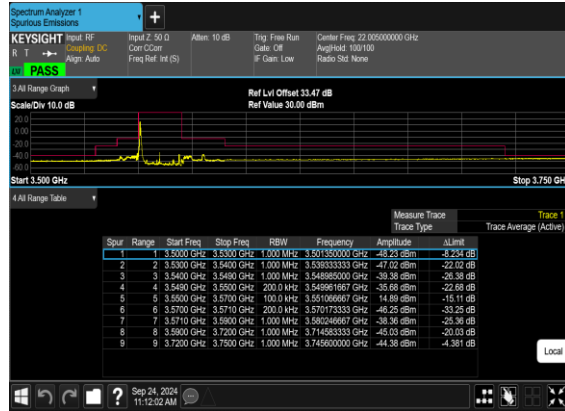 Spectrum Analyzer 1
Spurious Emissions
KEYSIGHT Input: RF Input Z: 50 Ω Atten: 10 dB Trig: Free Run Center Freq: 22.005000000 GHz
R T Coupling: DC Corr CCorr Gate: Off Avg|Hold: 100/100
Align: Auto Freq Ref: Int (S) IF Gain: Low Radio Std: None
PASS
3 All Range Graph
Ref Lvl Offset 33.47 dB
Scale/Div 10.0 dB Ref Value 30.00 dBm
20.0
0.00
-20.0
-40.0
-60.0
Start 3.500 GHz Stop 3.750 GH
4 All Range Table
Measure Trace Trace 1
Trace Type Trace Average (Active)
Spur Range Start Freq Stop Freq RBW Frequency Amplitude ΔLimit
1 1 3.5000 GHz 3.5300 GHz 1.000 MHz 3.501350000 GHz -48.23 dBm -8.234 dB
2 2 3.5300 GHz 3.5400 GHz 1.000 MHz 3.539333333 GHz -47.02 dBm -22.02 dB
3 3 3.5400 GHz 3.5490 GHz 1.000 MHz 3.548985000 GHz -39.38 dBm -26.38 dB
4 4 3.5490 GHz 3.5500 GHz 200.0 kHz 3.549961667 GHz -35.68 dBm -22.68 dB
5 5 3.5500 GHz 3.5700 GHz 100.0 kHz 3.551066667 GHz 14.89 dBm -15.11 dB
6 6 3.5700 GHz 3.5710 GHz 200.0 kHz 3.570173333 GHz -46.25 dBm -33.25 dB
7 7 3.5710 GHz 3.5900 GHz 1.000 MHz 3.580246667 GHz -38.36 dBm -25.36 dB
8 8 3.5900 GHz 3.7200 GHz 1.000 MHz 3.714583333 GHz -45.03 dBm -20.03 dB
9 9 3.7200 GHz 3.7500 GHz 1.000 MHz 3.745600000 GHz -44.38 dBm -4.381 dB
Local
Sep 24, 2024
11:12:02 AM